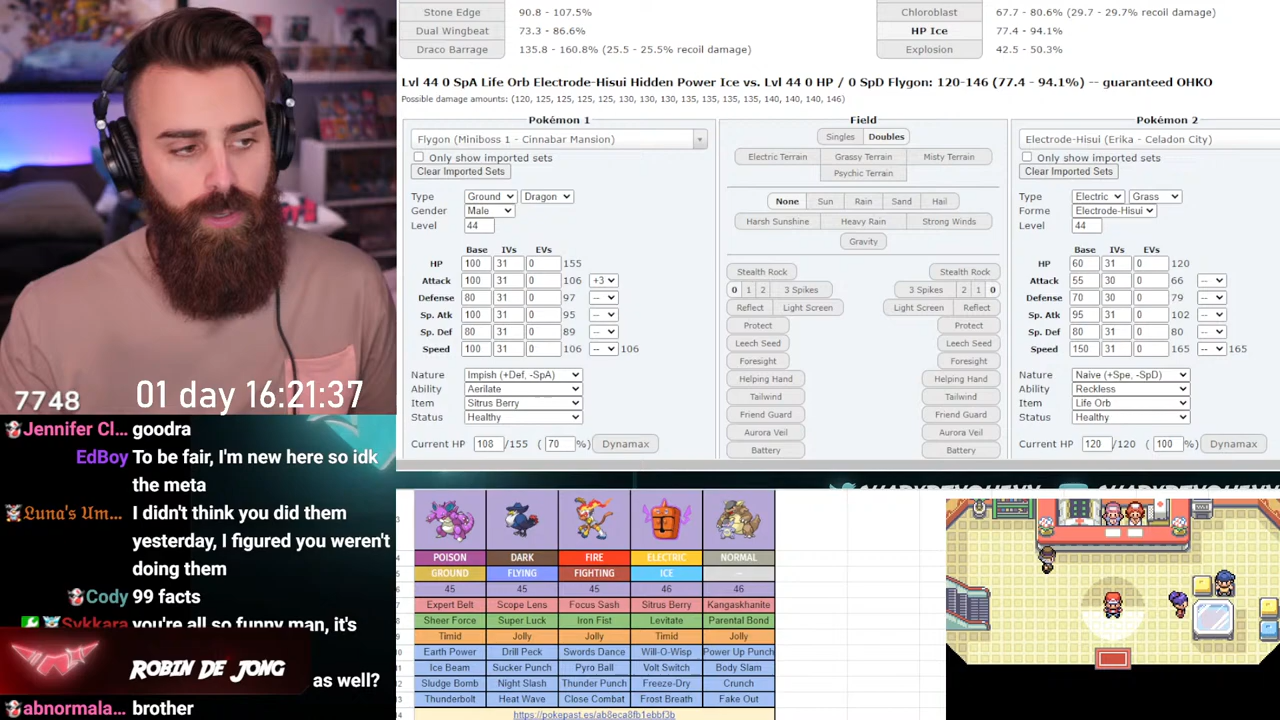 Stone Edge 90.8 - 107.5%
Dual Wingbeat 73.3 - 86.6%
Draco Barrage 135.8 - 160.8% (25.5 - 25.5% recoil damage)
Chloroblast 67.7 - 80.6% (29.7 - 29.7% recoil damage)
HP Ice 77.4 - 94.1%
Explosion 42.5 - 50.3%
Lvl 44 0 SpA Life Orb Electrode-Hisui Hidden Power Ice vs. Lvl 44 0 HP / 0 SpD Flygon: 120-146 (77.4 - 94.1%) -- guaranteed OHKO
Possible damage amounts: (120, 125, 125, 125, 125, 130, 130, 130, 135, 135, 135, 135, 140, 140, 140, 146)
Pokémon 1
Flygon (Miniboss 1 - Cinnabar Mansion)
Only show imported sets
Clear Imported Sets
Type Ground Dragon
Gender Male
Level 44
Base IVs EVs
HP 100 31 0 155
Attack 100 31 0 106 +3
Defense 80 31 0 97 --
Sp. Atk 100 31 0 95 --
Sp. Def 80 31 0 89 --
Speed 100 31 0 106 -- 106
Nature Impish (+Def, -SpA)
Ability Aerilate
Item Sitrus Berry
Status Healthy
Current HP 108 /155 ( 70 %) Dynamax
Field
Singles Doubles
Electric Terrain Grassy Terrain Misty Terrain
Psychic Terrain
None Sun Rain Sand Hail
Harsh Sunshine Heavy Rain Strong Winds
Gravity
Stealth Rock Stealth Rock
0 1 2 3 Spikes 3 Spikes 2 1 0
Reflect Light Screen Light Screen Reflect
Protect Protect
Leech Seed Leech Seed
Foresight Foresight
Helping Hand Helping Hand
Tailwind Tailwind
Friend Guard Friend Guard
Aurora Veil Aurora Veil
Battery Battery
Pokémon 2
Electrode-Hisui (Erika - Celadon City)
Only show imported sets
Clear Imported Sets
Type Electric Grass
Forme Electrode-Hisui
Level 44
Base IVs EVs
HP 60 31 0 120
Attack 55 30 0 66 --
Defense 70 30 0 79 --
Sp. Atk 95 31 0 102 --
Sp. Def 80 31 0 80 --
Speed 150 31 0 165 -- 165
Nature Naive (+Spe, -SpD)
Ability Reckless
Item Life Orb
Status Healthy
Current HP 120 /120 ( 100 %) Dynamax
7748 01 day 16:21:37
Jennifer Cl... goodra
EdBoy To be fair, I'm new here so idk
the meta
Luna's Um... I didn't think you did them
yesterday, I figured you weren't
doing them
Cody 99 facts
Sykkara you're all so funny man, it's
ROBIN DE JONG
as well?
abnormala... brother
POISON DARK FIRE ELECTRIC NORMAL
GROUND FLYING FIGHTING ICE --
45 45 45 46 46
Expert Belt Scope Lens Focus Sash Sitrus Berry Kangaskhanite
Sheer Force Super Luck Iron Fist Levitate Parental Bond
Timid Jolly Jolly Timid Jolly
Earth Power Drill Peck Swords Dance Will-O-Wisp Power Up Punch
Ice Beam Sucker Punch Pyro Ball Volt Switch Body Slam
Sludge Bomb Night Slash Thunder Punch Freeze-Dry Crunch
Thunderbolt Heat Wave Close Combat Frost Breath Fake Out
https://pokepast.es/ab8eca8fb1ebbf3b